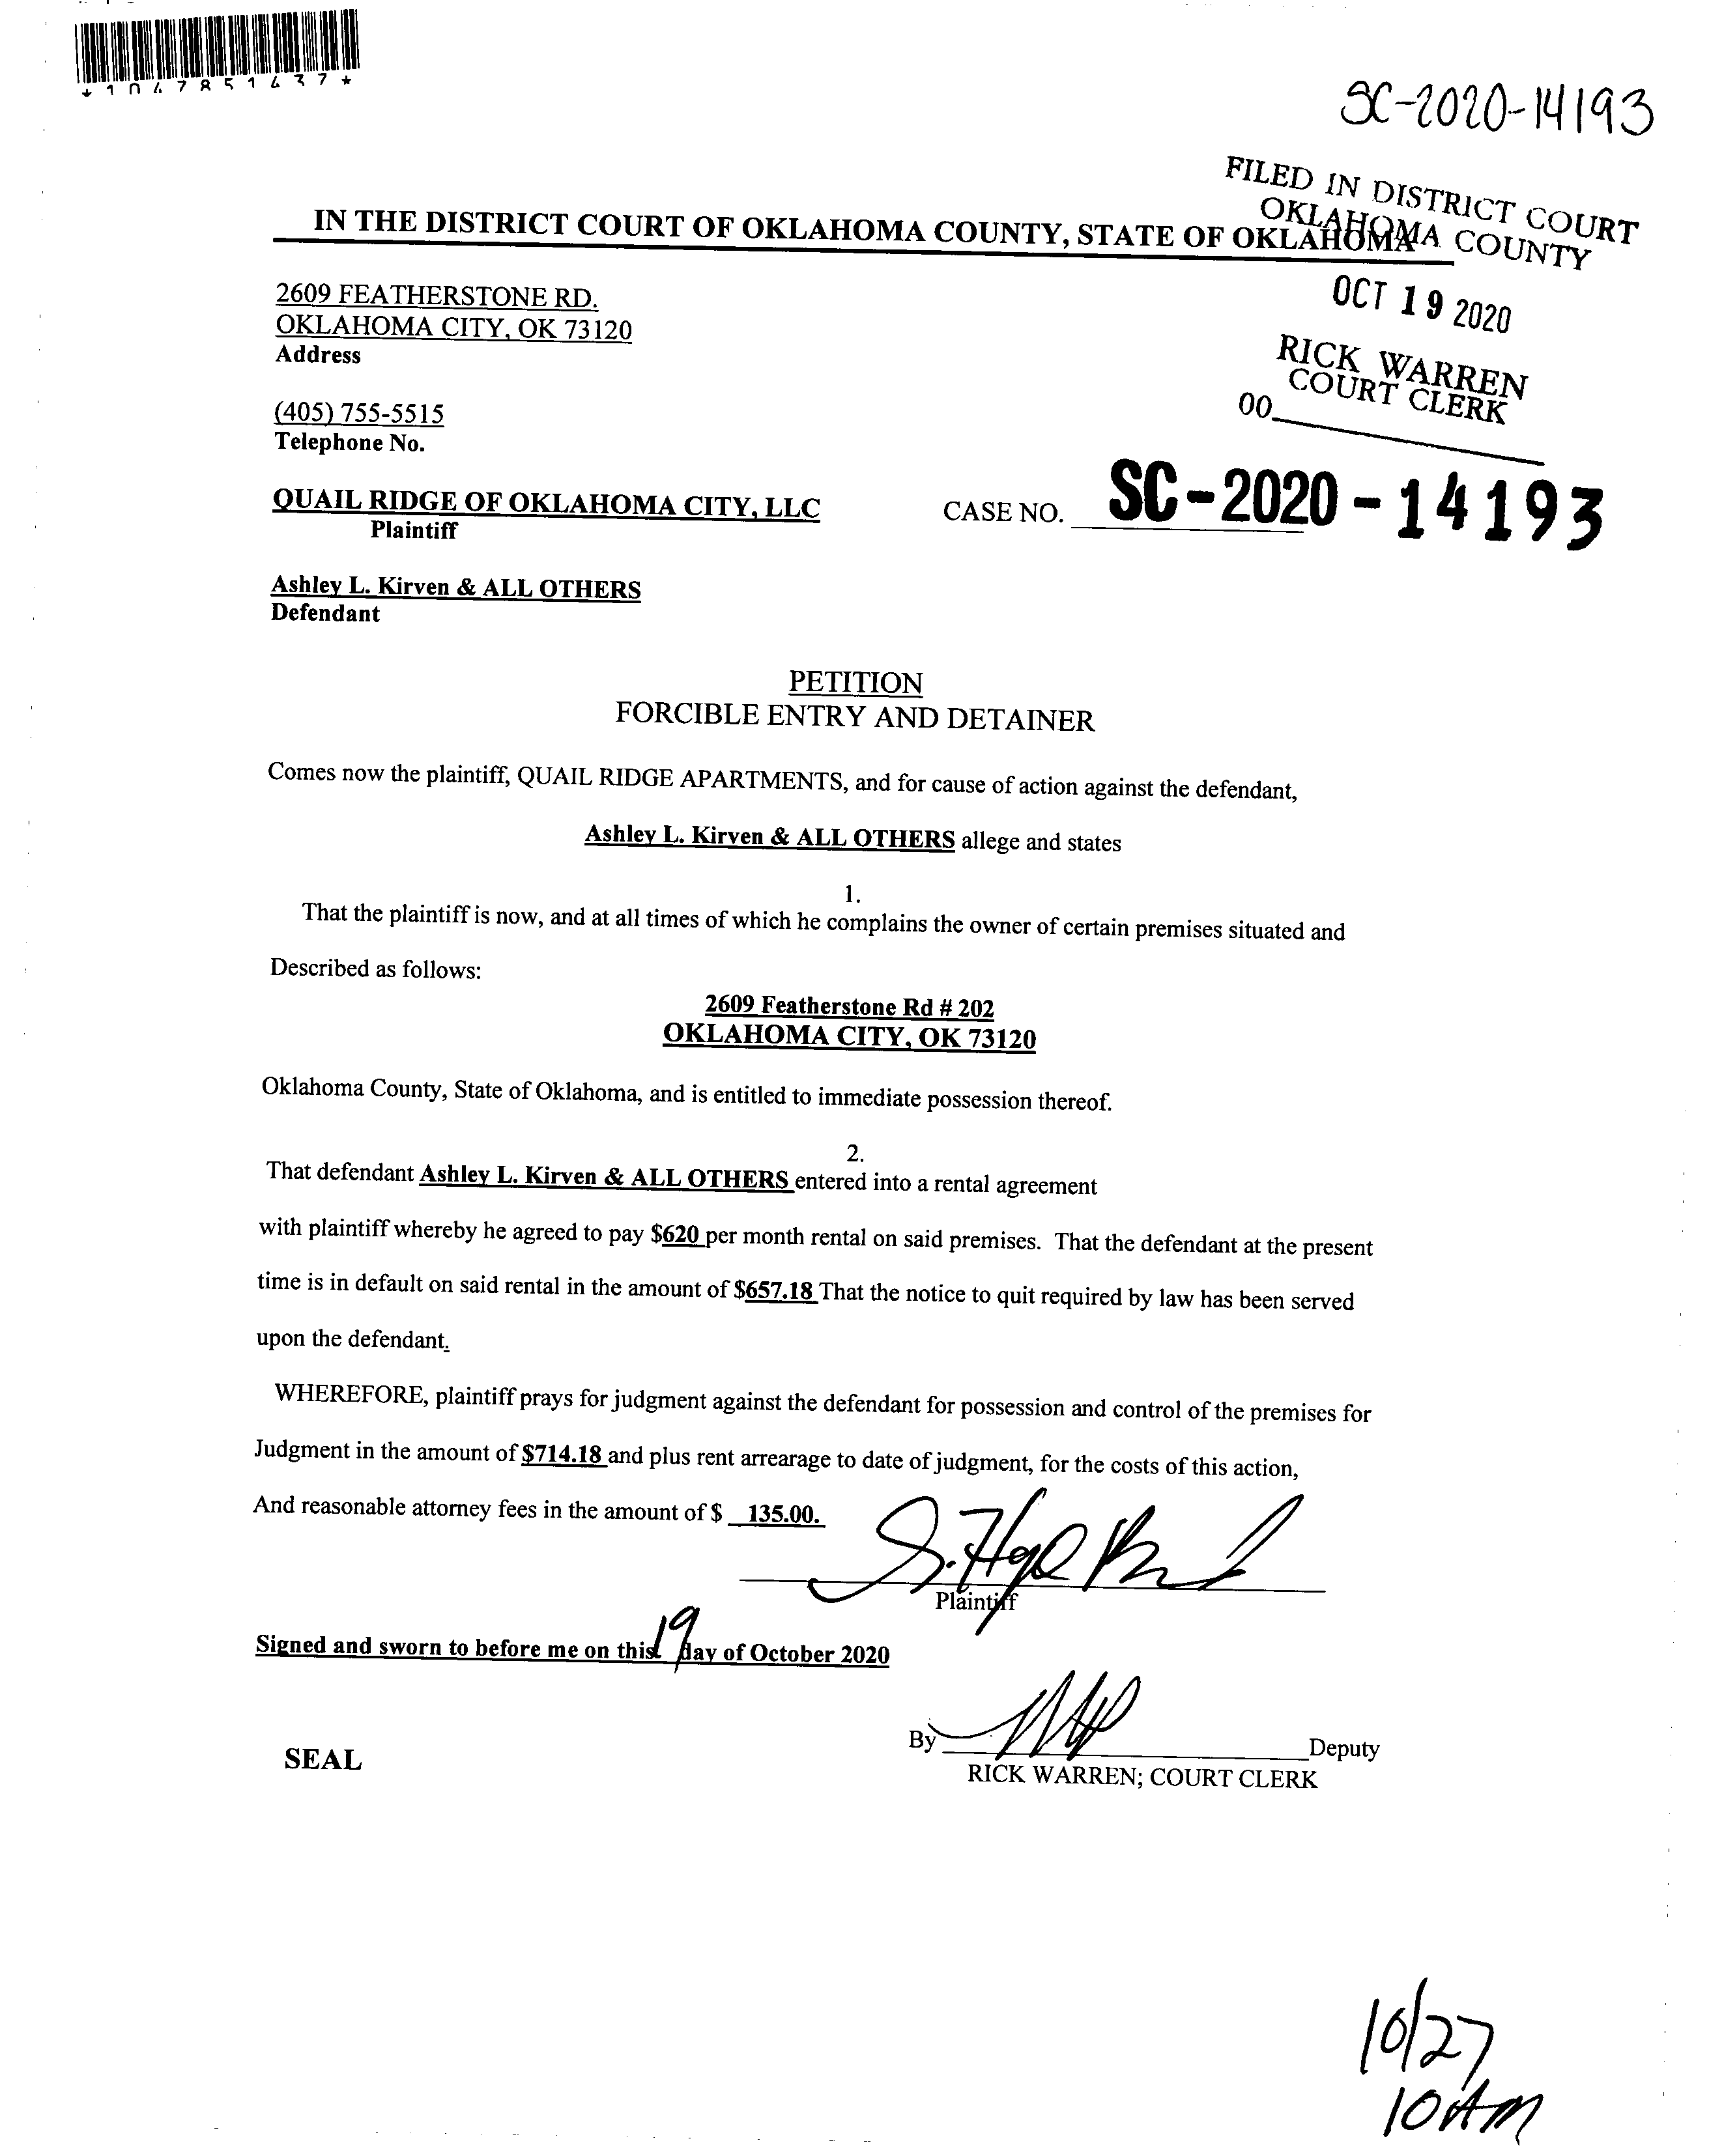 *1047851437*
SC-2020-14193
FILED IN DISTRICT COURT
OKLAHOMA COUNTY
IN THE DISTRICT COURT OF OKLAHOMA COUNTY, STATE OF OKLAHOMA
OCT 19 2020
2609 FEATHERSTONE RD.
OKLAHOMA CITY, OK 73120
Address
RICK WARREN
COURT CLERK
00
(405) 755-5515
Telephone No.
QUAIL RIDGE OF OKLAHOMA CITY, LLC
Plaintiff
CASE NO. SC-2020-14193
Ashley L. Kirven & ALL OTHERS
Defendant
PETITION
FORCIBLE ENTRY AND DETAINER
Comes now the plaintiff, QUAIL RIDGE APARTMENTS, and for cause of action against the defendant,
Ashley L. Kirven & ALL OTHERS allege and states
1.
That the plaintiff is now, and at all times of which he complains the owner of certain premises situated and
Described as follows:
2609 Featherstone Rd # 202
OKLAHOMA CITY, OK 73120
Oklahoma County, State of Oklahoma, and is entitled to immediate possession thereof.
2.
That defendant Ashley L. Kirven & ALL OTHERS entered into a rental agreement
with plaintiff whereby he agreed to pay $620 per month rental on said premises. That the defendant at the present
time is in default on said rental in the amount of $657.18 That the notice to quit required by law has been served
upon the defendant.
WHEREFORE, plaintiff prays for judgment against the defendant for possession and control of the premises for
Judgment in the amount of $714.18 and plus rent arrearage to date of judgment, for the costs of this action,
And reasonable attorney fees in the amount of $ 135.00.
Plaintiff
Signed and sworn to before me on this 19 day of October 2020
By Deputy
SEAL
RICK WARREN; COURT CLERK
10/27
10 AM